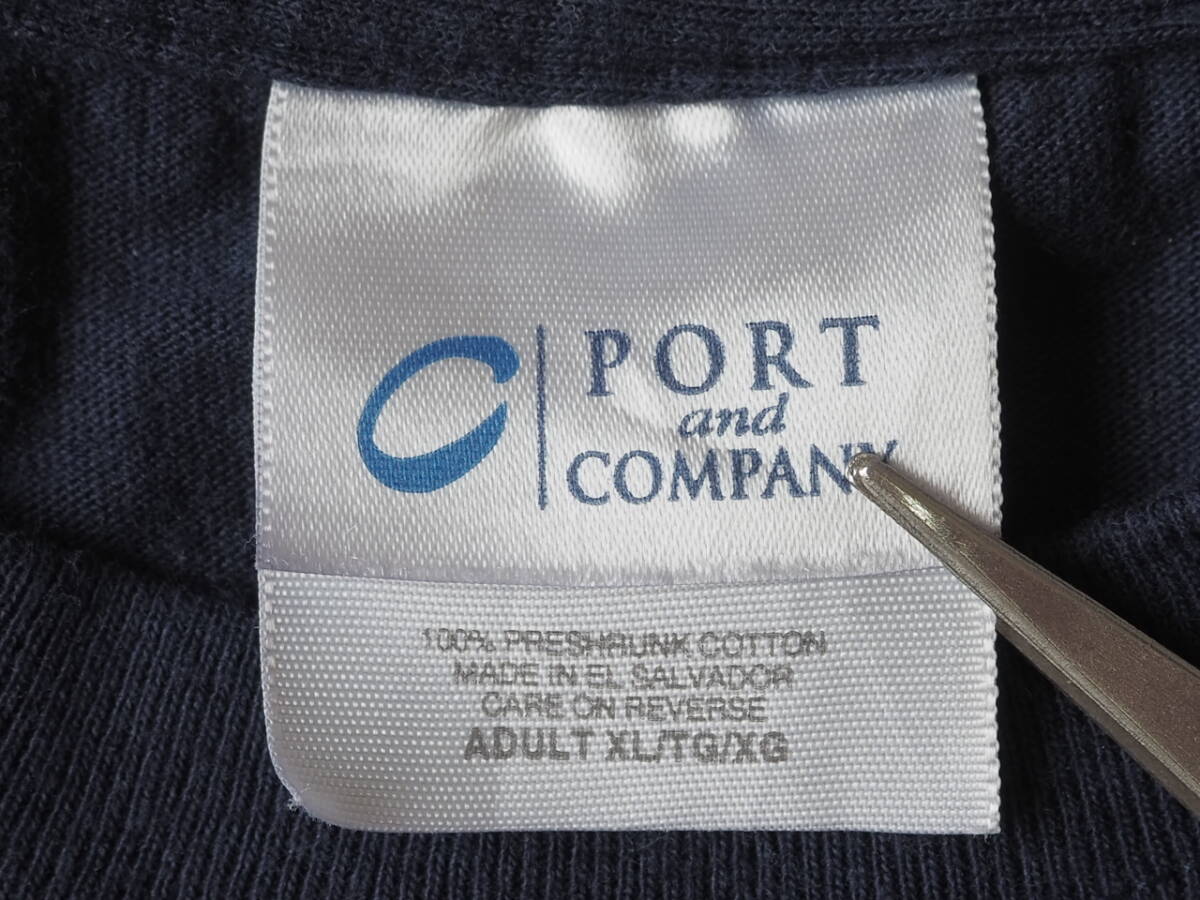 PORT
and
COMPANY
100% PRESHRUNK COTTON
MADE IN EL SALVADOR
CARE ON REVERSE
ADULT XL/TG/XG